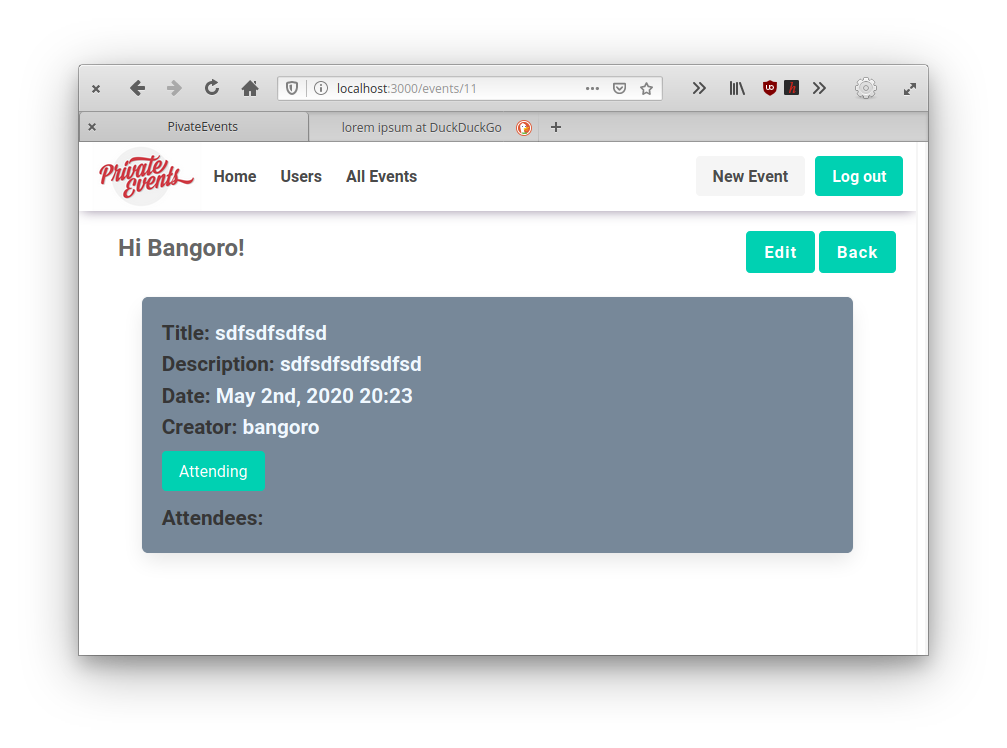 localhost:3000/events/11
PivateEvents
lorem ipsum at DuckDuckGo
Private Events
Home Users All Events New Event Log out
Hi Bangoro!
Edit Back
Title: sdfsdfsdfsd
Description: sdfsdfsdfsdfsd
Date: May 2nd, 2020 20:23
Creator: bangoro
Attending
Attendees: